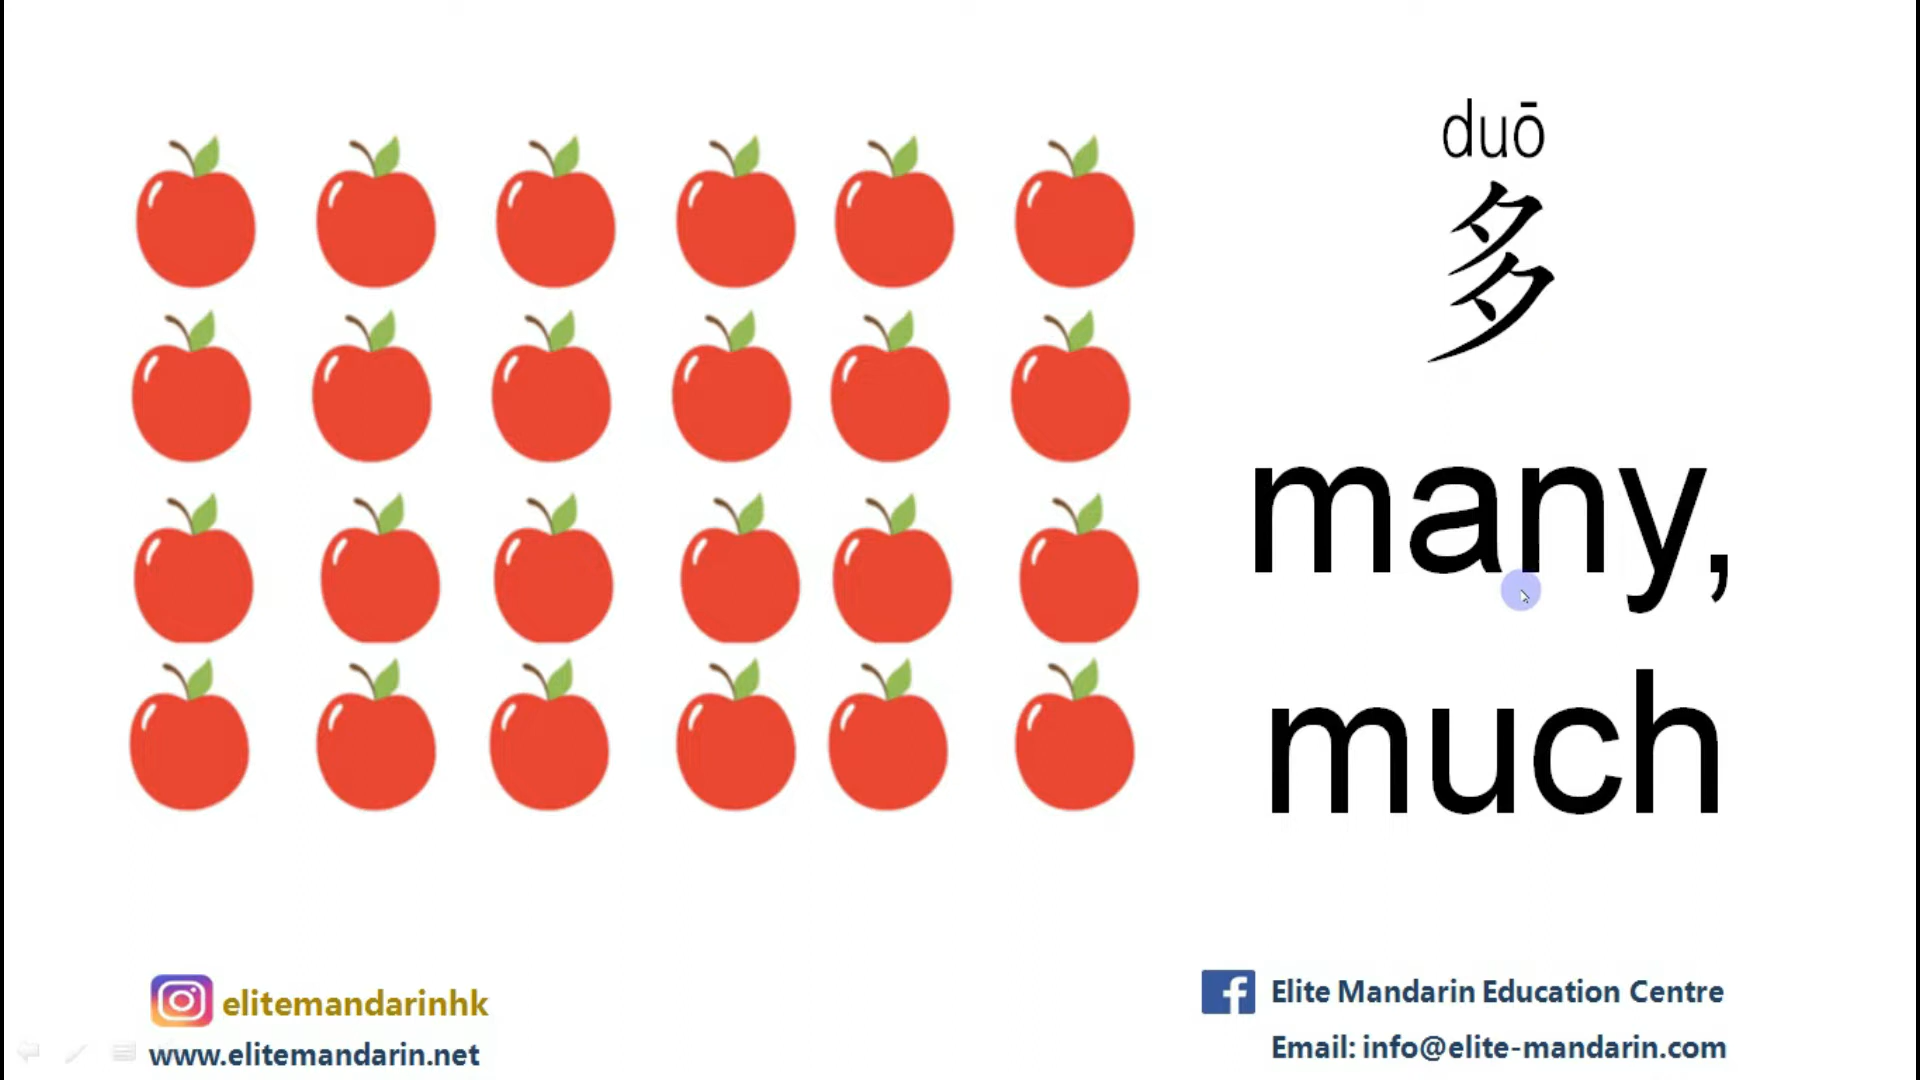 duō
多
many,
much
elitemandarinhk
www.elitemandarin.net
Elite Mandarin Education Centre
Email: info@elite-mandarin.com